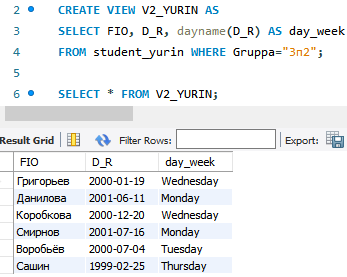 2 CREATE VIEW V2_YURIN AS
3 SELECT FIO, D_R, dayname(D_R) AS day_week
4 FROM student_yurin WHERE Gruppa="3п2";
5
6 SELECT * FROM V2_YURIN;
Result Grid Filter Rows: Export:
FIO D_R day_week
Григорьев 2000-01-19 Wednesday
Данилова 2001-06-11 Monday
Коробкова 2000-12-20 Wednesday
Смирнов 2001-07-16 Monday
Воробьёв 2000-07-04 Tuesday
Сашин 1999-02-25 Thursday